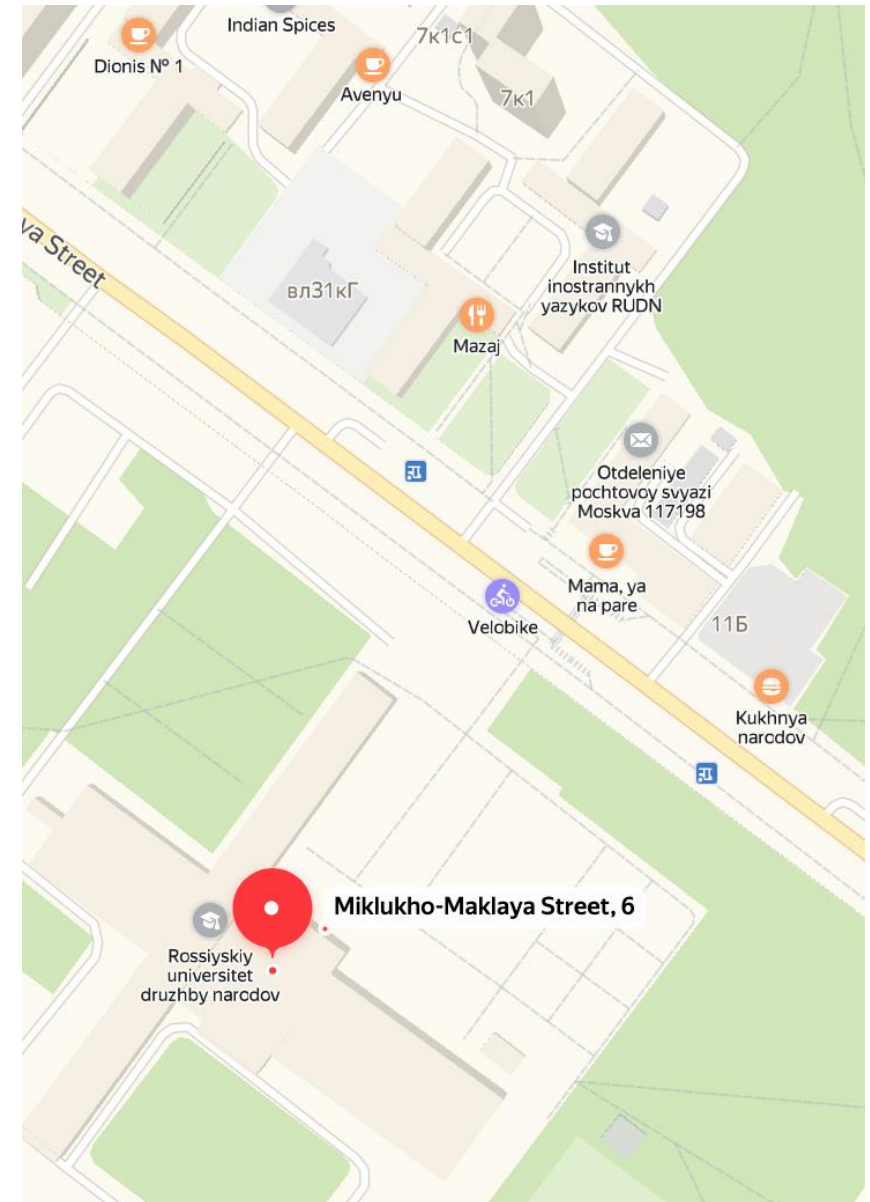 Indian Spices
7к1с1
Dionis № 1
Avenyu
7к1
ya Street
Institut
inostrannykh
yazykov RUDN
вл31кГ
Mazaj
Otdeleniye
pochtovoy svyazi
Moskva 117198
Mama, ya
na pare
Velobike
11Б
Kukhnya
narodov
Miklukho-Maklaya Street, 6
Rossiyskiy
universitet
druzhby narodov